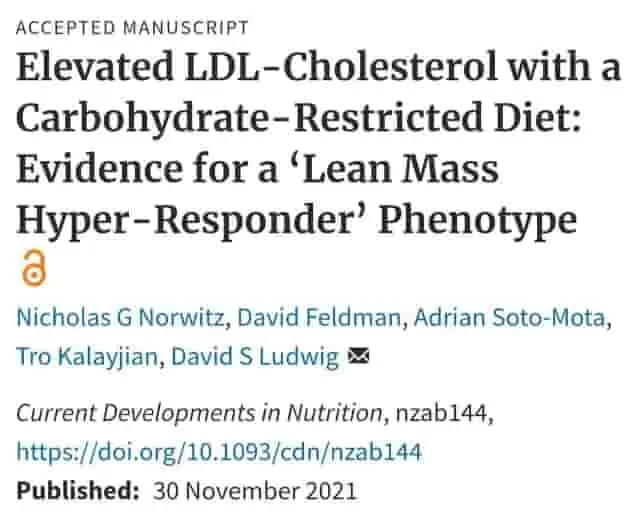 ACCEPTED MANUSCRIPT
Elevated LDL-Cholesterol with a
Carbohydrate-Restricted Diet:
Evidence for a ‘Lean Mass
Hyper-Responder’ Phenotype
Nicholas G Norwitz, David Feldman, Adrian Soto-Mota,
Tro Kalayjian, David S Ludwig
Current Developments in Nutrition, nzab144,
https://doi.org/10.1093/cdn/nzab144
Published: 30 November 2021